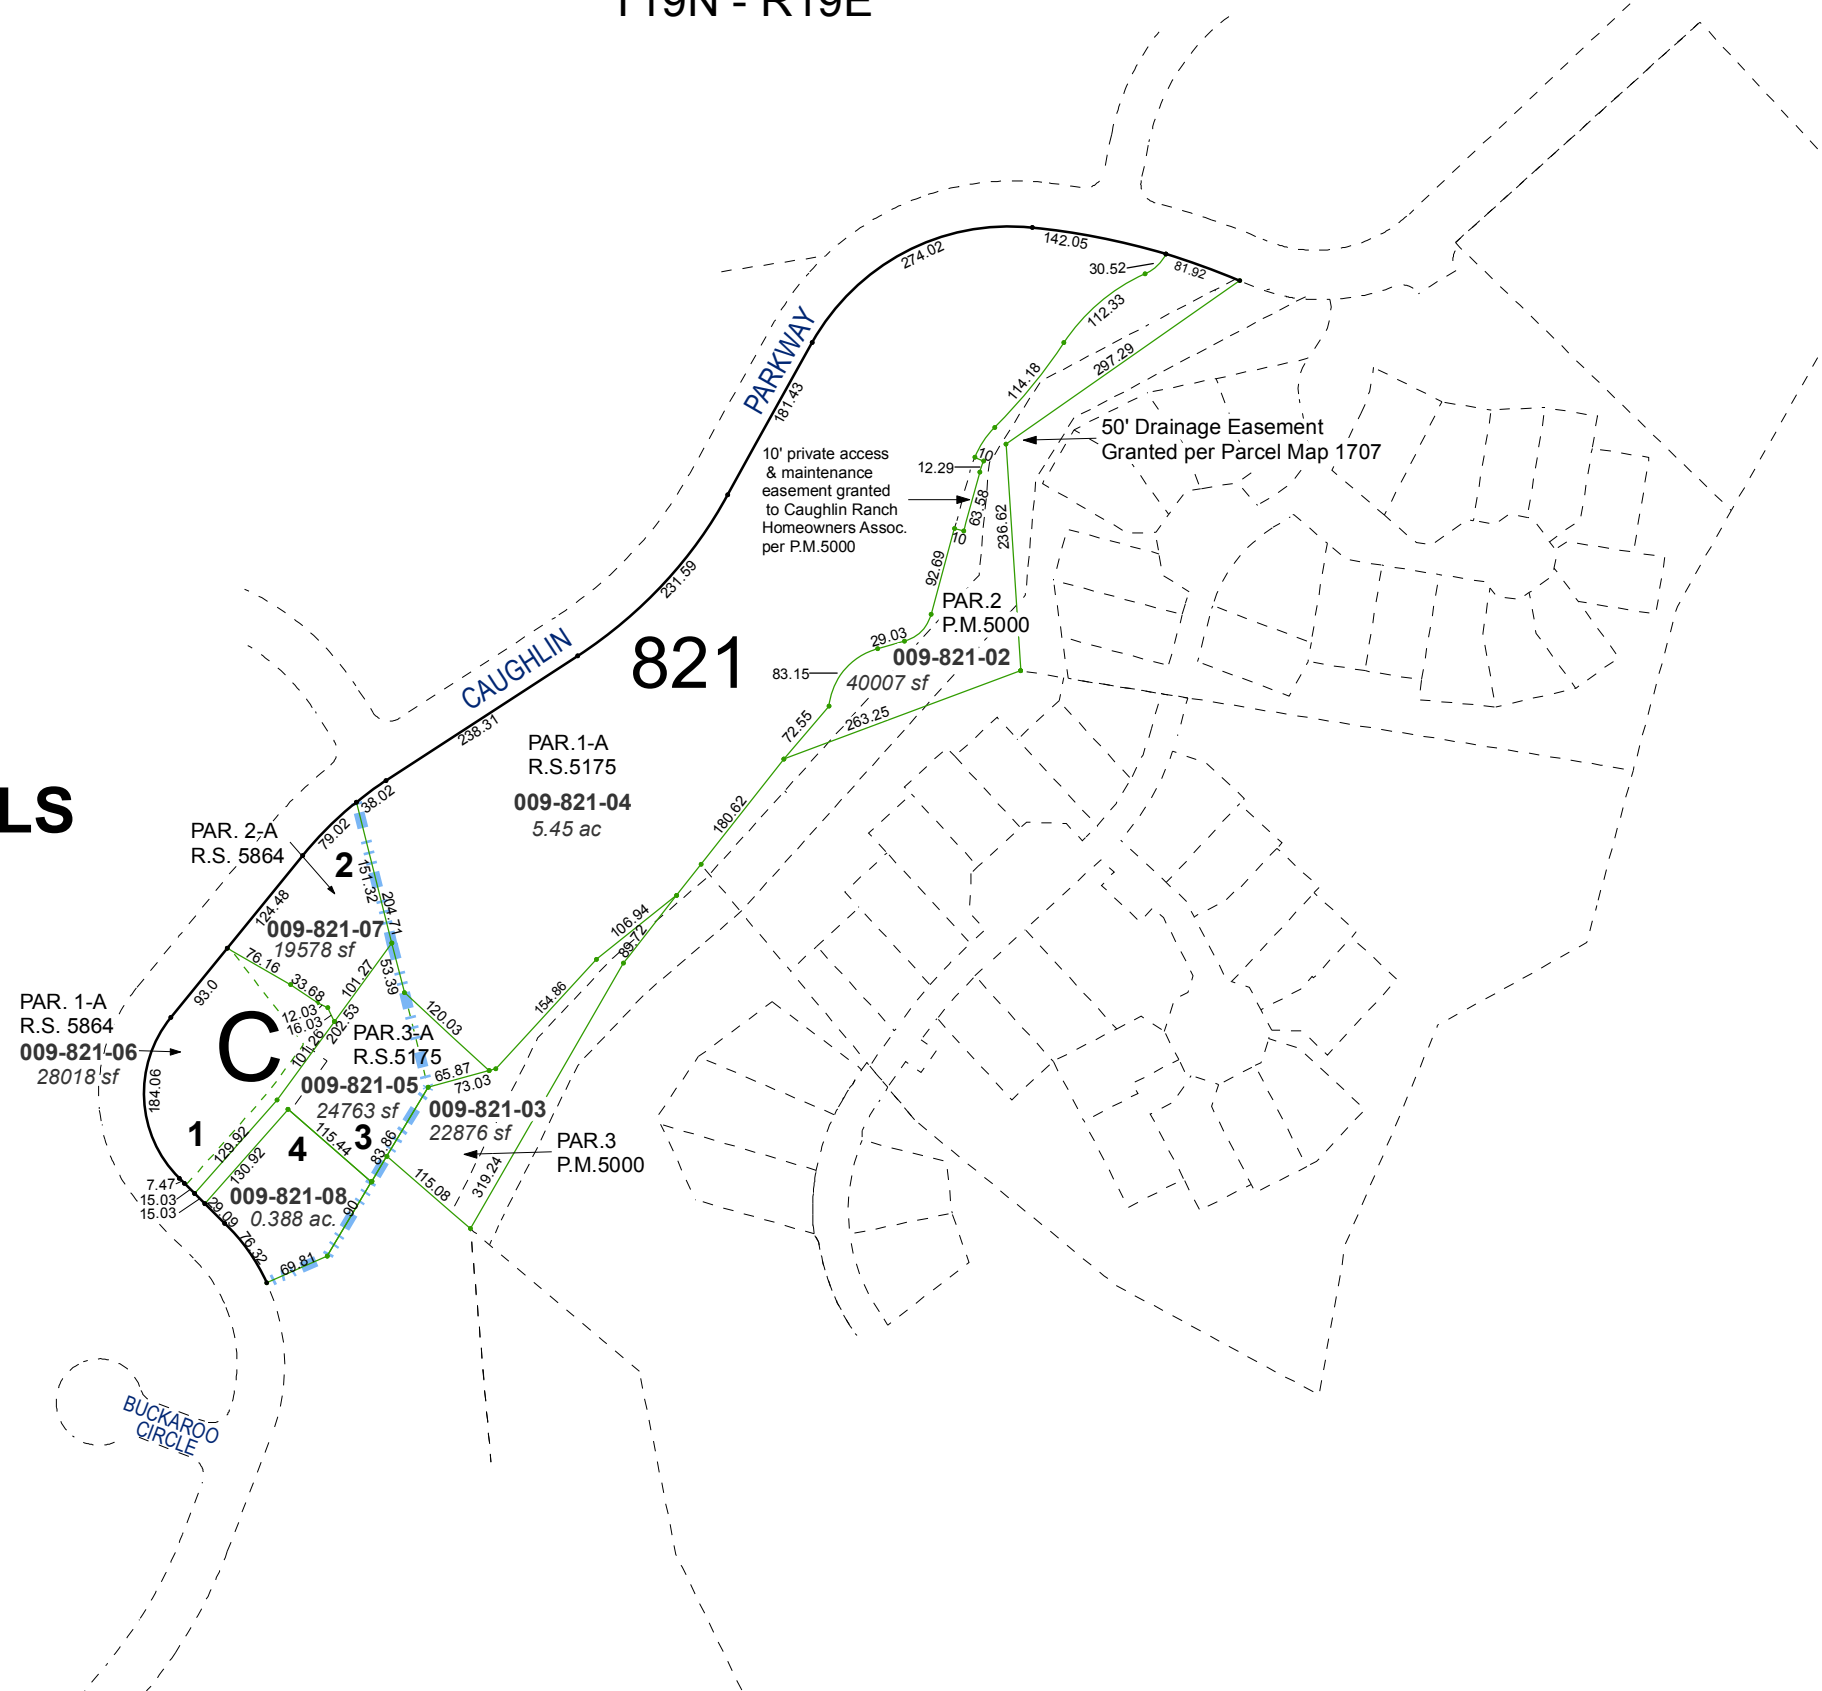 T19N - R19E
274.02
142.05
30.52
81.92
112.33
PARKWAY
181.43
297.29
114.18
50' Drainage Easement
Granted per Parcel Map 1707
10' private access
& maintenance
easement granted
to Caughlin Ranch
Homeowners Assoc.
per P.M.5000
10
12.29
63.58
10
236.62
92.69
231.59
PAR.2
P.M.5000
29.03
009-821-02
40007 sf
83.15
821
CAUGHLIN
238.31
72.55
263.25
PAR.1-A
R.S.5175
009-821-04
5.45 ac
38.02
LS
180.62
79.02
PAR. 2-A
R.S. 5864
2
151.32
204.71
124.48
009-821-07
19578 sf
106.94
89.72
76.16
33.68
101.27
53.39
93.0
12.03
16.03
202.53
154.86
120.03
PAR. 1-A
R.S. 5864
009-821-06
28018 sf
C
PAR.3-A
R.S.5175
101.26
65.87
73.03
009-821-05
24763 sf
184.06
009-821-03
22876 sf
1
129.92
130.92
4
115.44
3
83.86
PAR.3
P.M.5000
115.08
319.24
7.47
15.03
15.03
29.09
009-821-08
0.388 ac.
90
76.32
69.81
BUCKAROO
CIRCLE